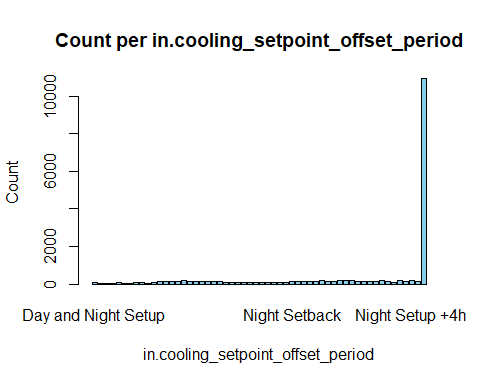 Count per in.cooling_setpoint_offset_period
Count
10000
6000
2000
0
Day and Night Setup
Night Setback
Night Setup +4h
in.cooling_setpoint_offset_period